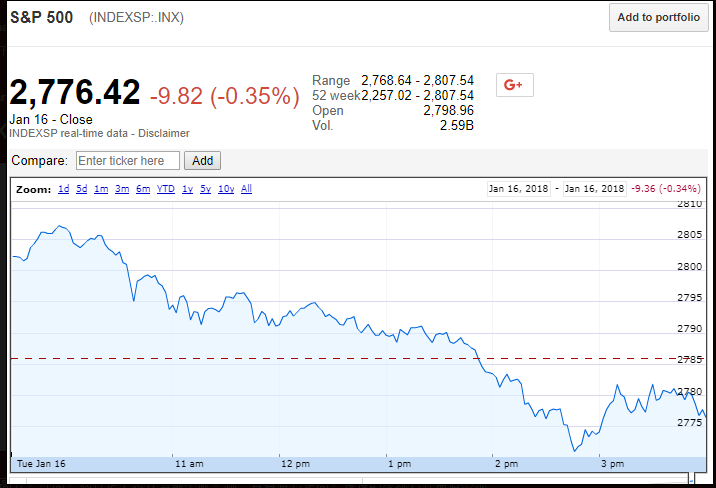 S&P 500 (INDEXSP:.INX) Add to portfolio
2,776.42 -9.82 (-0.35%)
Jan 16 - Close
INDEXSP real-time data - Disclaimer
Range 2,768.64 - 2,807.54
52 week 2,257.02 - 2,807.54
Open 2,798.96
Vol. 2.59B
G+
Compare: Enter ticker here Add
Zoom: 1d 5d 1m 3m 6m YTD 1y 5y 10y All Jan 16, 2018 - Jan 16, 2018 -9.36 (-0.34%)
2810
2805
2800
2795
2790
2785
2780
2775
Tue Jan 16 11 am 12 pm 1 pm 2 pm 3 pm